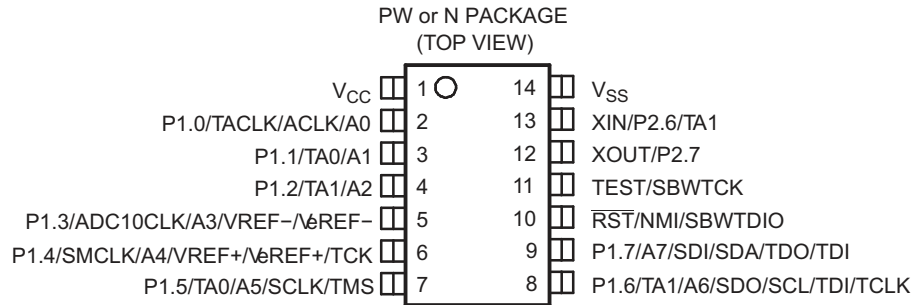 PW or N PACKAGE
(TOP VIEW)
VCC 1 14 VSS
P1.0/TACLK/ACLK/A0 2 13 XIN/P2.6/TA1
P1.1/TA0/A1 3 12 XOUT/P2.7
P1.2/TA1/A2 4 11 TEST/SBWTCK
P1.3/ADC10CLK/A3/VREF−/VeREF− 5 10 RST/NMI/SBWTDIO
P1.4/SMCLK/A4/VREF+/VeREF+/TCK 6 9 P1.7/A7/SDI/SDA/TDO/TDI
P1.5/TA0/A5/SCLK/TMS 7 8 P1.6/TA1/A6/SDO/SCL/TDI/TCLK